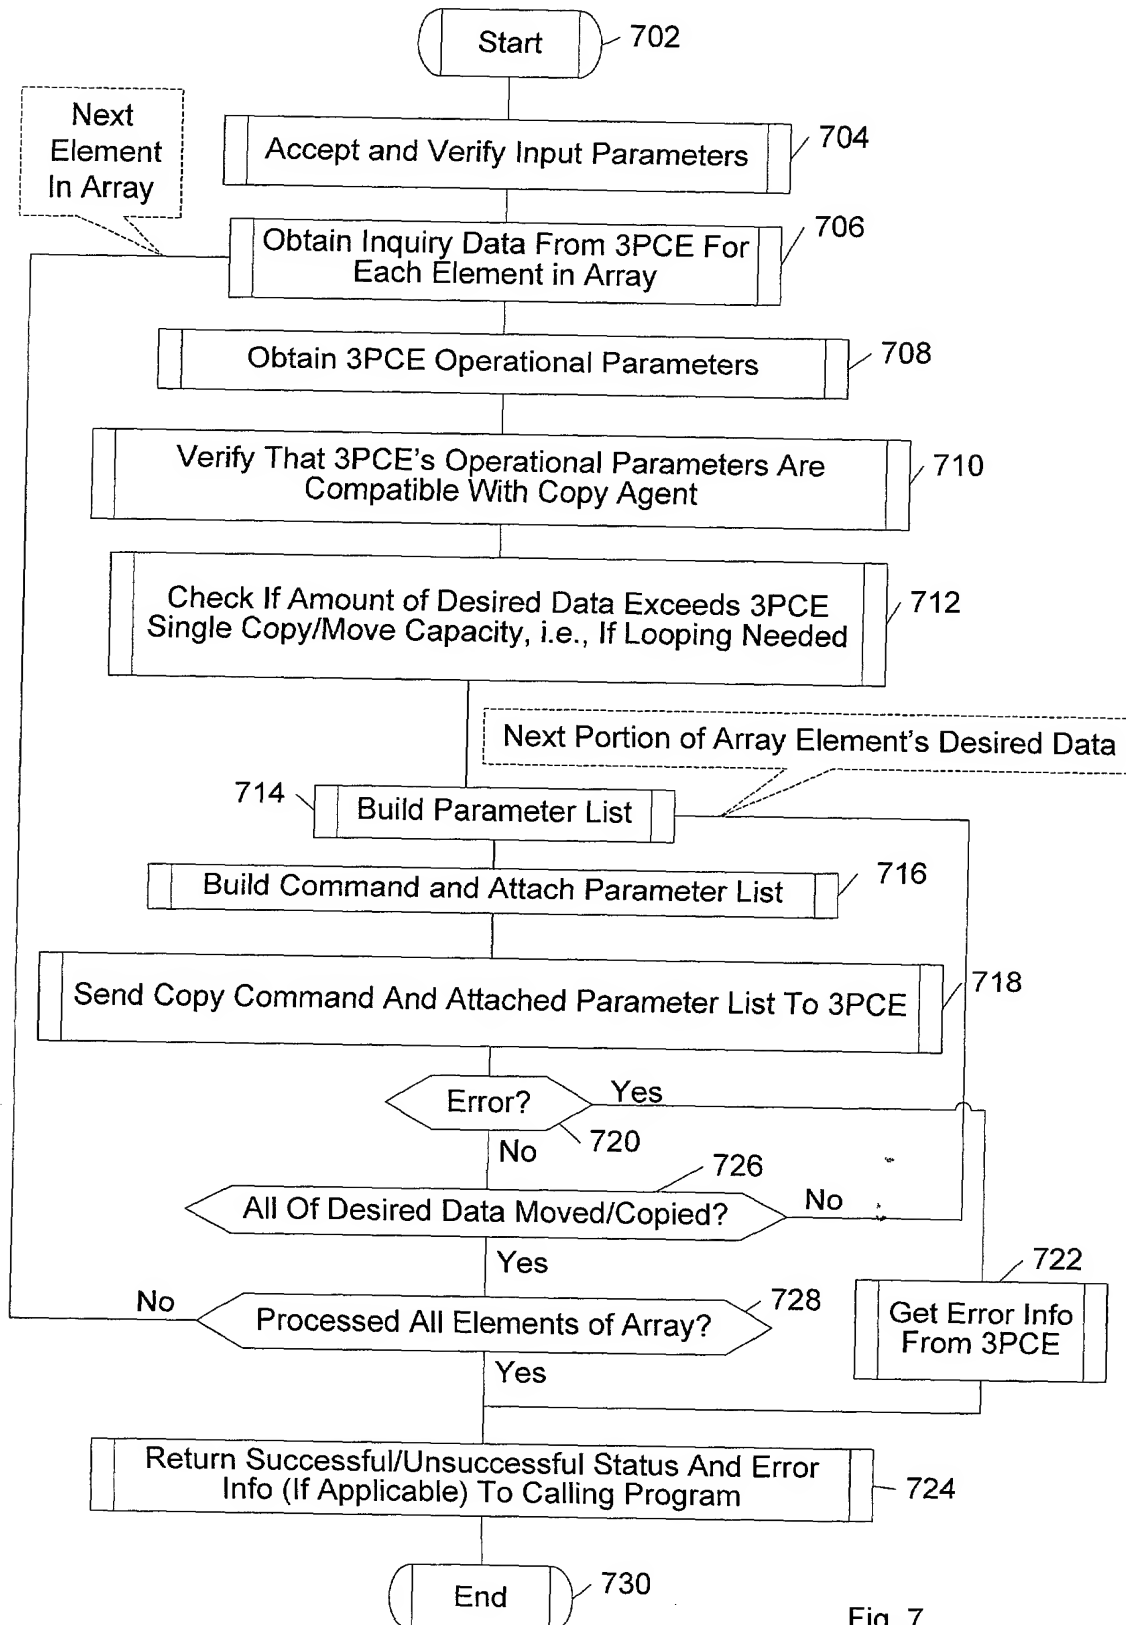 Start
702
Next
Element
In Array
Accept and Verify Input Parameters
704
Obtain Inquiry Data From 3PCE For
Each Element in Array
706
Obtain 3PCE Operational Parameters
708
Verify That 3PCE's Operational Parameters Are
Compatible With Copy Agent
710
Check If Amount of Desired Data Exceeds 3PCE
Single Copy/Move Capacity, i.e., If Looping Needed
712
Next Portion of Array Element's Desired Data
714
Build Parameter List
Build Command and Attach Parameter List
716
Send Copy Command And Attached Parameter List To 3PCE
718
Error?
Yes
720
No
726
All Of Desired Data Moved/Copied?
No
Yes
722
Get Error Info
From 3PCE
No
Processed All Elements of Array?
728
Yes
Return Successful/Unsuccessful Status And Error
Info (If Applicable) To Calling Program
724
End
730
Fig. 7